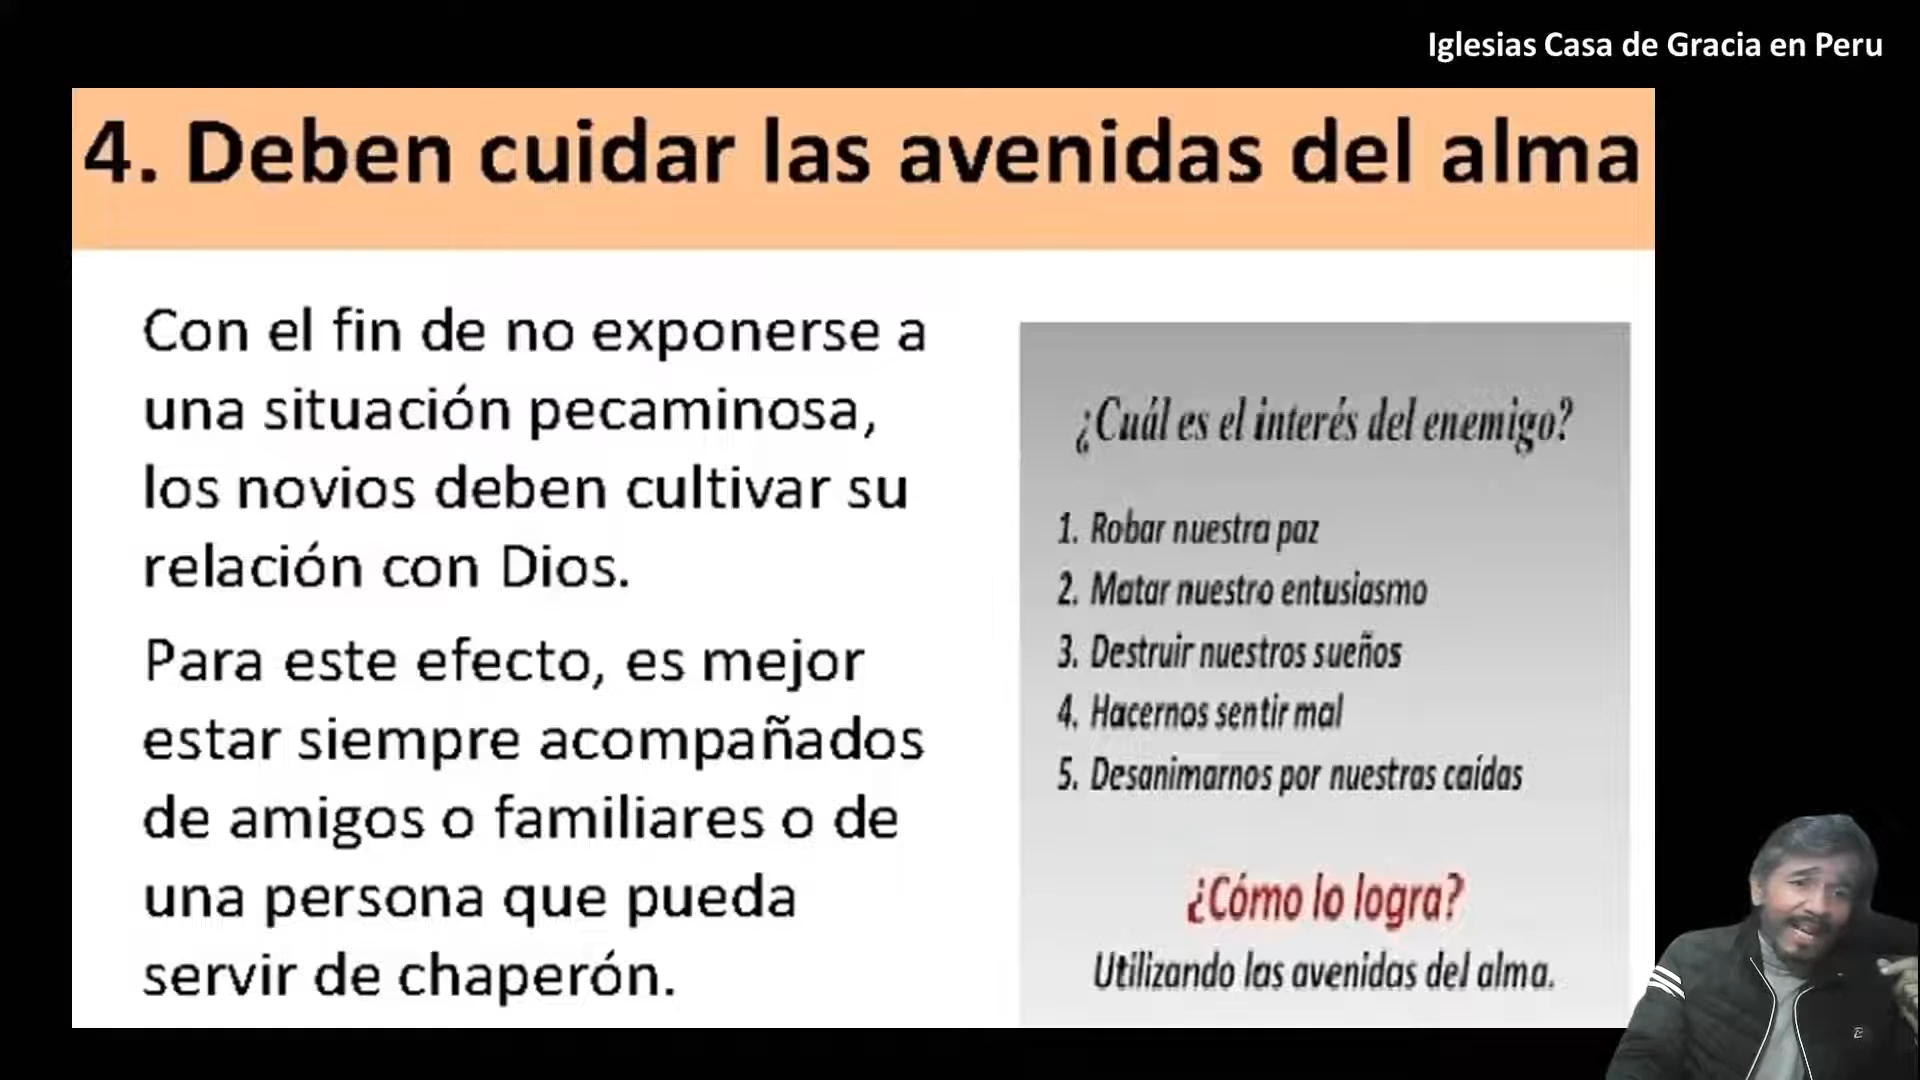 Iglesias Casa de Gracia en Peru
4. Deben cuidar las avenidas del alma
Con el fin de no exponerse a
una situación pecaminosa,
los novios deben cultivar su
relación con Dios.
Para este efecto, es mejor
estar siempre acompañados
de amigos o familiares o de
una persona que pueda
servir de chaperón.
¿Cuál es el interés del enemigo?
1. Robar nuestra paz
2. Matar nuestro entusiasmo
3. Destruir nuestros sueños
4. Hacernos sentir mal
5. Desanimarnos por nuestras caídas
¿Cómo lo logra?
Utilizando las avenidas del alma.